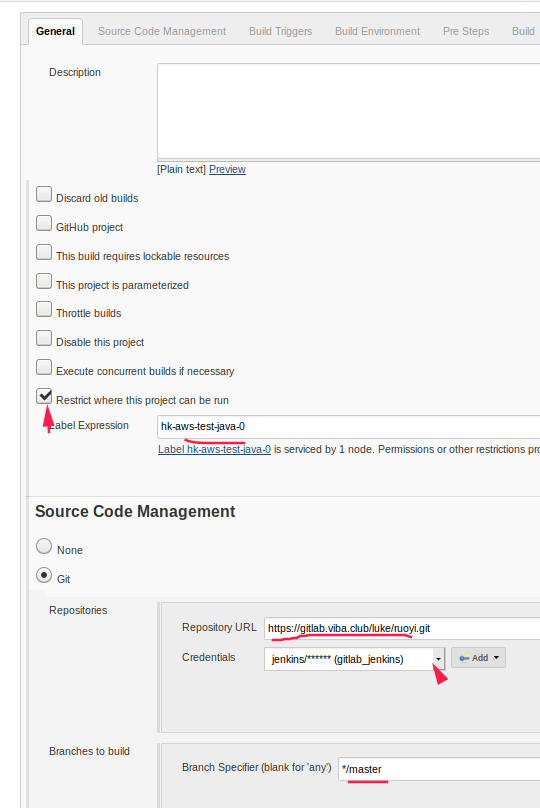 General Source Code Management Build Triggers Build Environment Pre Steps Build
Description
[Plain text] Preview
Discard old builds
GitHub project
This build requires lockable resources
This project is parameterized
Throttle builds
Disable this project
Execute concurrent builds if necessary
Restrict where this project can be run
Label Expression hk-aws-test-java-0
Label hk-aws-test-java-0 is serviced by 1 node. Permissions or other restrictions pro
Source Code Management
None
Git
Repositories
Repository URL https://gitlab.viba.club/luke/ruoyi.git
Credentials jenkins/****** (gitlab_jenkins) Add
Branches to build
Branch Specifier (blank for 'any') */master